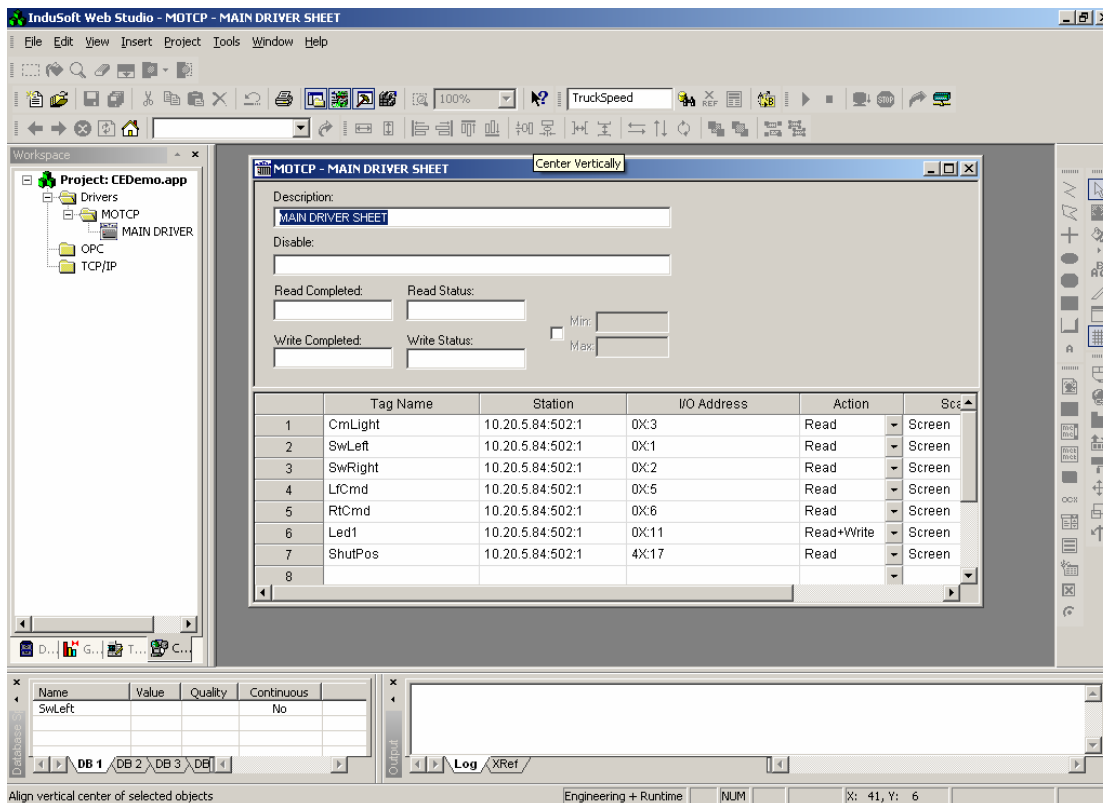 InduSoft Web Studio - MOTCP - MAIN DRIVER SHEET
File Edit View Insert Project Tools Window Help
100% TruckSpeed X REF STOP
Workspace
Project: CEDemo.app
Drivers
MOTCP
MAIN DRIVER
OPC
TCP/IP
D... G... T... C...
Center Vertically
MOTCP - MAIN DRIVER SHEET
Description:
MAIN DRIVER SHEET
Disable:
Read Completed: Read Status:
Min:
Write Completed: Write Status:
Max:
Tag Name Station I/O Address Action Sca
1 CmLight 10.20.5.84:502:1 0X:3 Read Screen
2 SwLeft 10.20.5.84:502:1 0X:1 Read Screen
3 SwRight 10.20.5.84:502:1 0X:2 Read Screen
4 LfCmd 10.20.5.84:502:1 0X:5 Read Screen
5 RtCmd 10.20.5.84:502:1 0X:6 Read Screen
6 Led1 10.20.5.84:502:1 0X:11 Read+Write Screen
7 ShutPos 10.20.5.84:502:1 4X:17 Read Screen
8
A
OCX
Name Value Quality Continuous
SwLeft No
DB 1 DB 2 DB 3 DB
Database S
Output
Log XRef
Align vertical center of selected objects Engineering + Runtime NUM X: 41, Y: 6